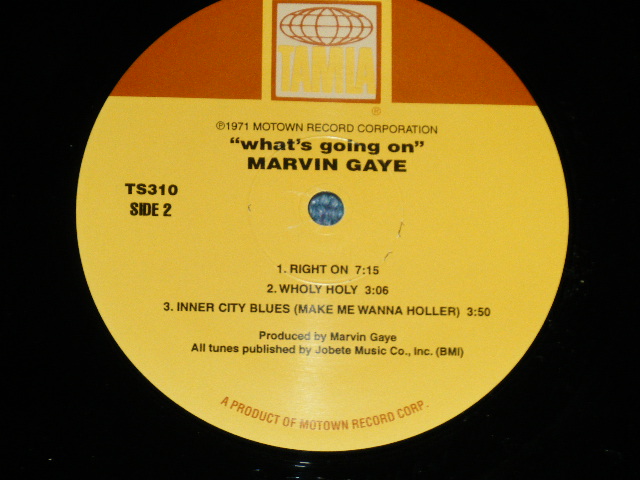 TAMLA
®
℗1971 MOTOWN RECORD CORPORATION
"what's going on"
MARVIN GAYE
TS310
SIDE 2
1. RIGHT ON 7:15
2. WHOLY HOLY 3:06
3. INNER CITY BLUES (MAKE ME WANNA HOLLER) 3:50
Produced by Marvin Gaye
All tunes published by Jobete Music Co., Inc. (BMI)
A PRODUCT OF MOTOWN RECORD CORP.